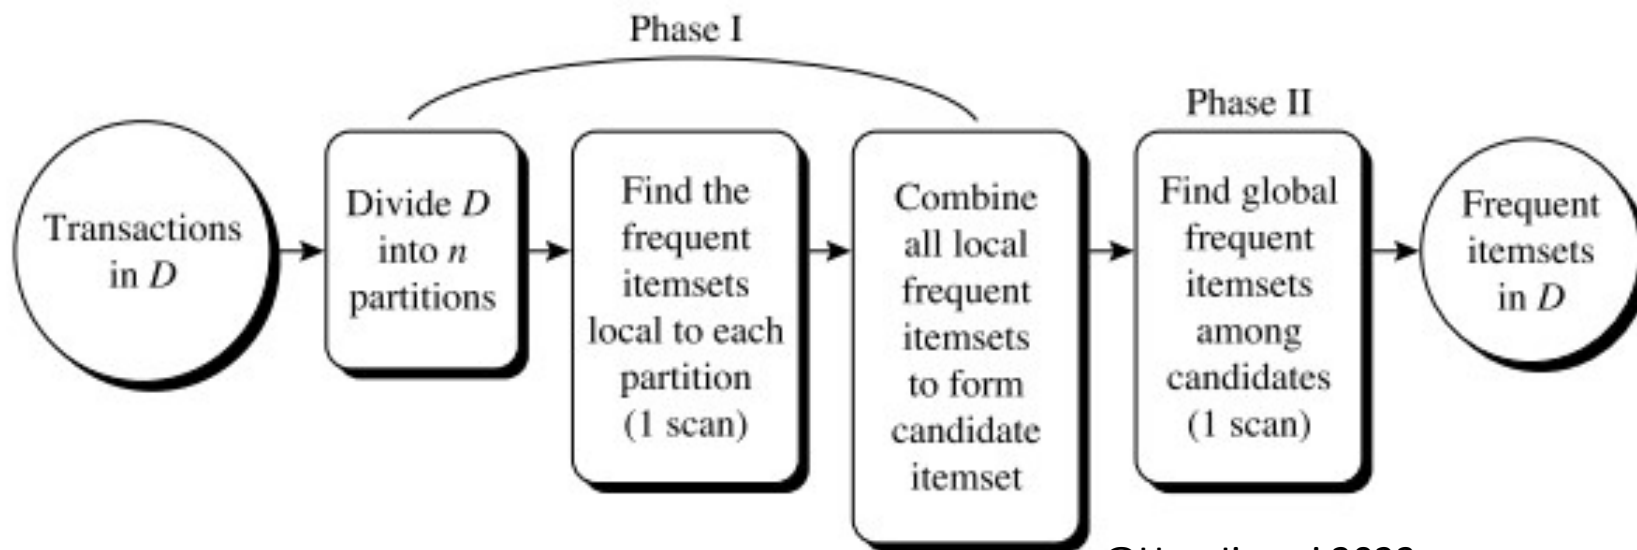 Phase I
Phase II
Transactions
in D
Divide D
into n
partitions
Find the
frequent
itemsets
local to each
partition
(1 scan)
Combine
all local
frequent
itemsets
to form
candidate
itemset
Find global
frequent
itemsets
among
candidates
(1 scan)
Frequent
itemsets
in D